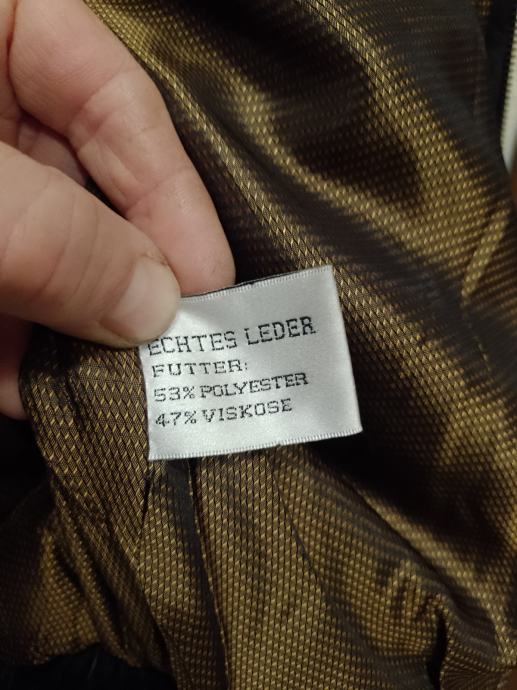 ECHTES LEDER
FUTTER:
53% POLYESTER
47% VISKOSE